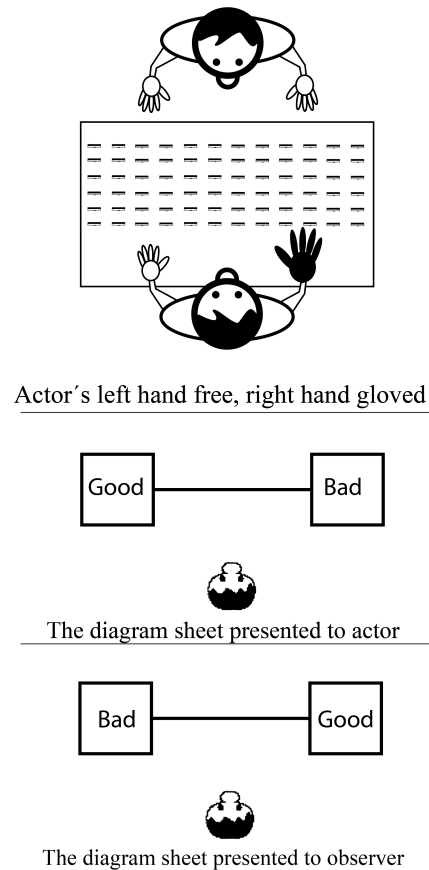 Actor´s left hand free, right hand gloved
Good Bad
The diagram sheet presented to actor
Bad Good
The diagram sheet presented to observer